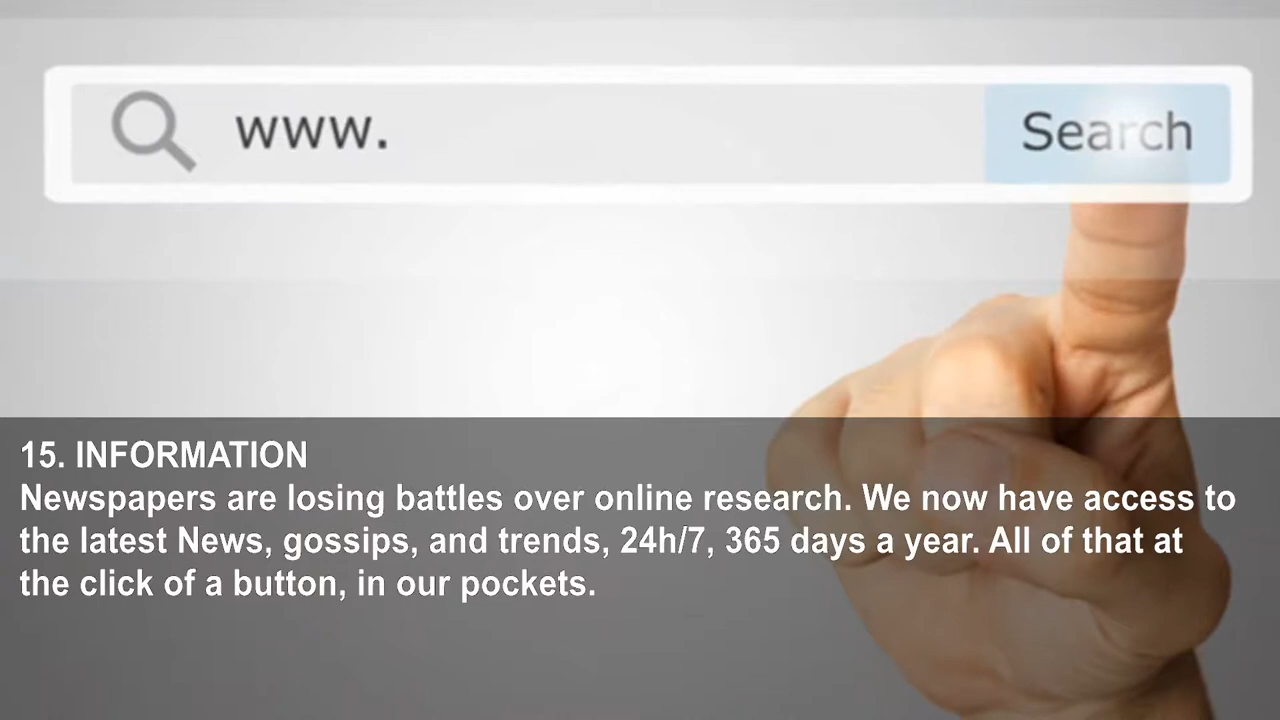 www.
Search
15. INFORMATION
Newspapers are losing battles over online research. We now have access to
the latest News, gossips, and trends, 24h/7, 365 days a year. All of that at
the click of a button, in our pockets.